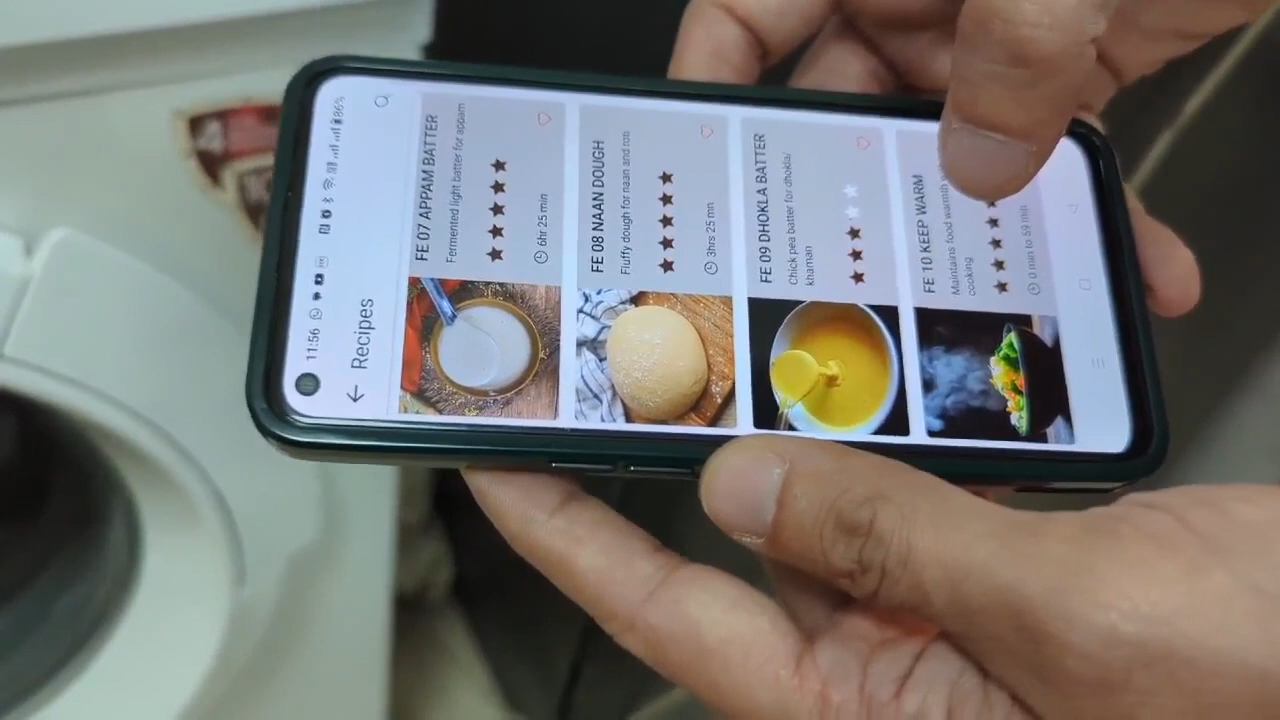 11:56
86%
Recipes
FE 07 APPAM BATTER
Fermented light batter for appam
6hr 25 min
FE 08 NAAN DOUGH
Fluffy dough for naan and roti
3hrs 25 mn
FE 09 DHOKLA BATTER
Chick pea batter for dhokla/
khaman
FE 10 KEEP WARM
Maintains food warmth
cooking
0 min to 59 min